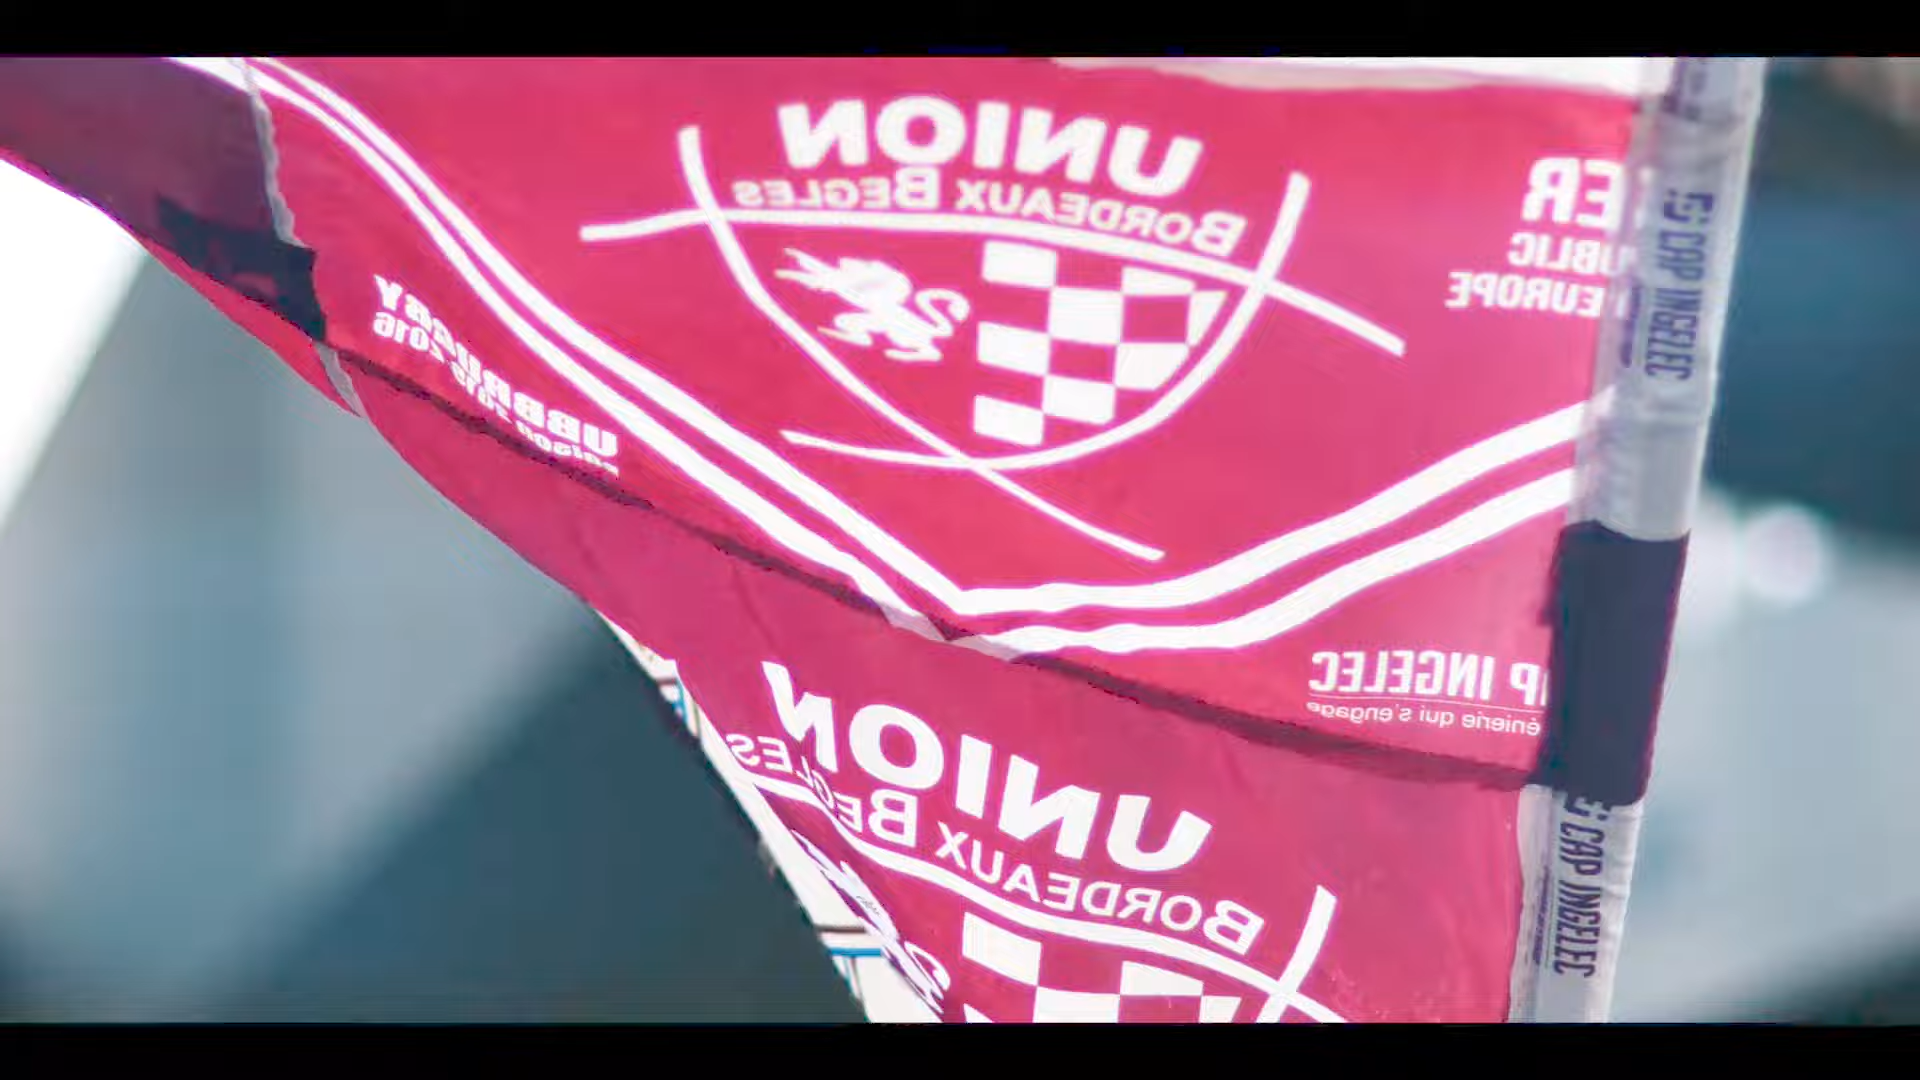 UNION
BORDEAUX BEGLES
ER
UBLIC
EUROPE
UBBRUGBY
saison 2015 2016
CAP INGELEC
P INGELEC
énierie qui s'engage
UNION
BORDEAUX BEGLES
CAP INGELEC